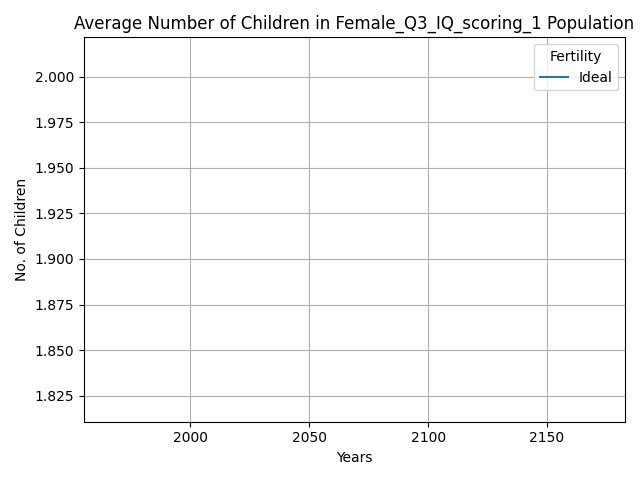 Average Number of Children in Female_Q3_IQ_scoring_1 Population
Fertility
Ideal
2.000
1.975
1.950
1.925
1.900
1.875
1.850
1.825
No. of Children
2000 2050 2100 2150
Years